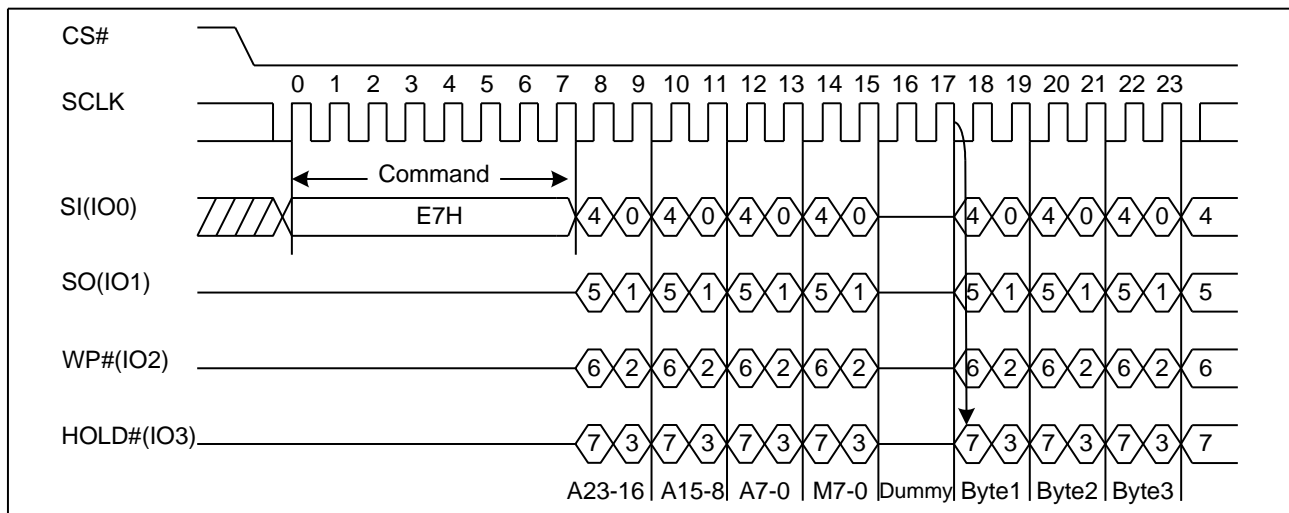 CS#
0 1 2 3 4 5 6 7 8 9 10 11 12 13 14 15 16 17 18 19 20 21 22 23
SCLK
Command
SI(IO0) E7H 4 0 4 0 4 0 4 0 4 0 4 0 4 0 4
SO(IO1) 5 1 5 1 5 1 5 1 5 1 5 1 5 1 5
WP#(IO2) 6 2 6 2 6 2 6 2 6 2 6 2 6 2 6
HOLD#(IO3) 7 3 7 3 7 3 7 3 7 3 7 3 7 3 7
A23-16 A15-8 A7-0 M7-0 Dummy Byte1 Byte2 Byte3